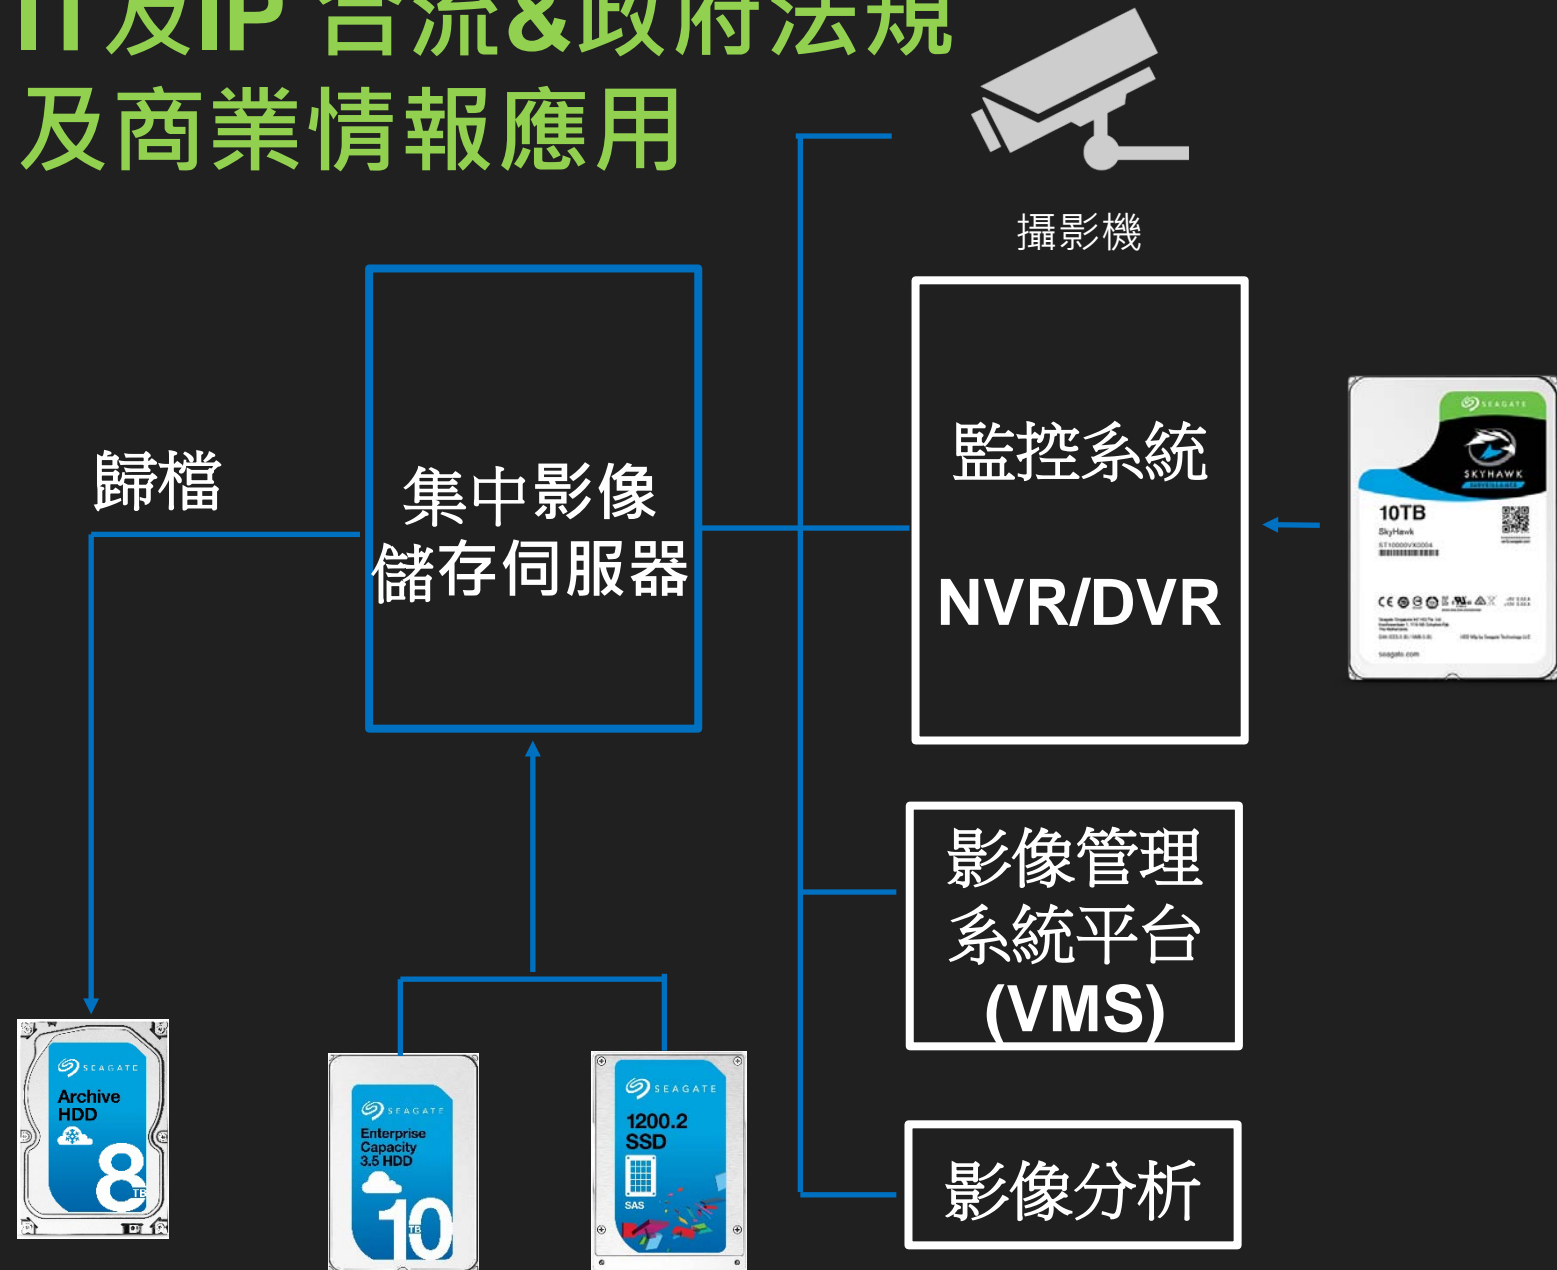 IT及IP 合流&政府法規
及商業情報應用
攝影機
集中影像
儲存伺服器
歸檔
監控系統
NVR/DVR
影像管理
系統平台
(VMS)
影像分析
SEAGATE
SKYHAWK
SURVEILLANCE
10TB
SkyHawk
seagate.com
SEAGATE
Archive
HDD
8
TB
SEAGATE
Enterprise
Capacity
3.5 HDD
10
TB
SEAGATE
1200.2
SSD
SAS